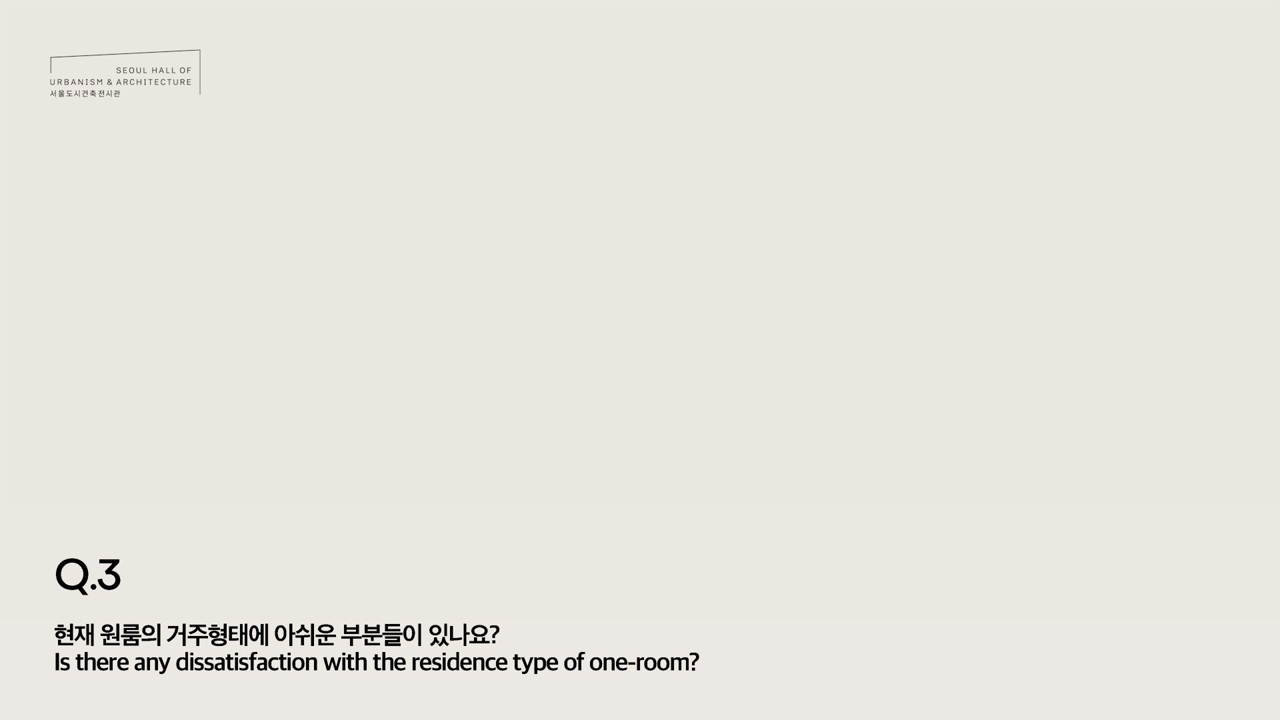 SEOUL HALL OF
URBANISM & ARCHITECTURE
서울도시건축전시관
Q.3
현재 원룸의 거주형태에 아쉬운 부분들이 있나요?
Is there any dissatisfaction with the residence type of one-room?